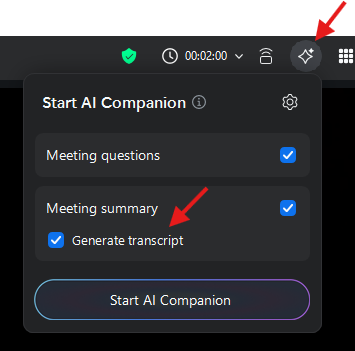 00:02:00
Start AI Companion
Meeting questions
Meeting summary
Generate transcript
Start AI Companion